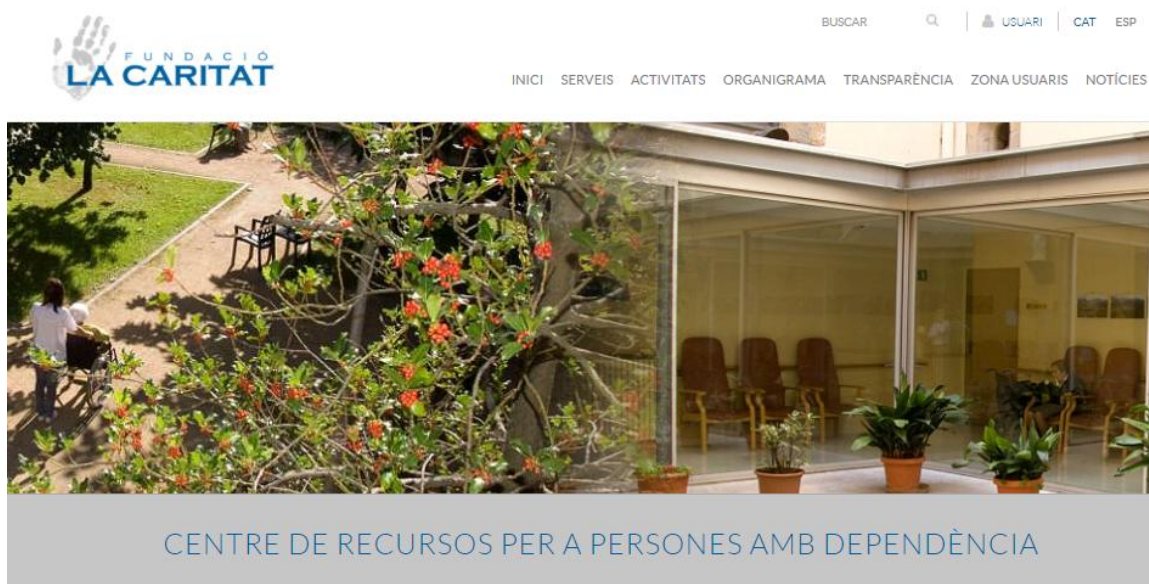 BUSCAR
USUARI
CAT ESP
FUNDACIÓ
LA CARITAT
INICI SERVEIS ACTIVITATS ORGANIGRAMA TRANSPARÈNCIA ZONA USUARIS NOTÍCIES
CENTRE DE RECURSOS PER A PERSONES AMB DEPENDÈNCIA